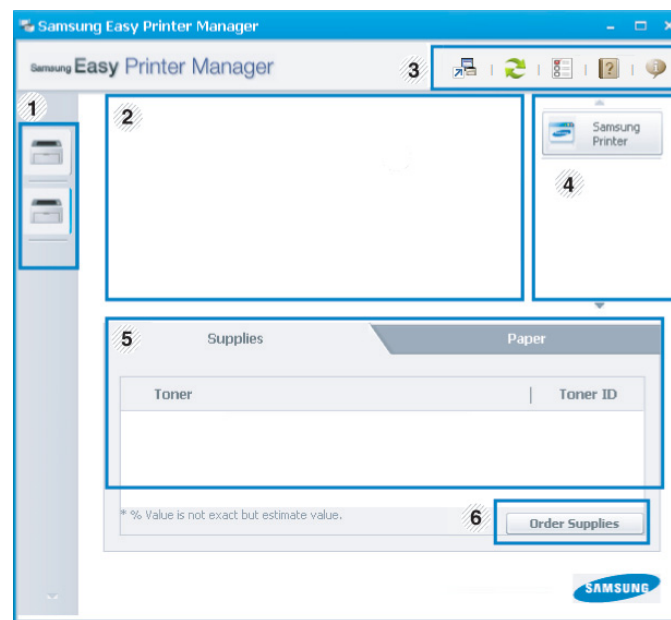 Samsung Easy Printer Manager
Samsung Easy Printer Manager
3
1
2
Samsung
Printer
4
5
Supplies
Paper
Toner
Toner ID
* % Value is not exact but estimate value.
6
Order Supplies
SAMSUNG